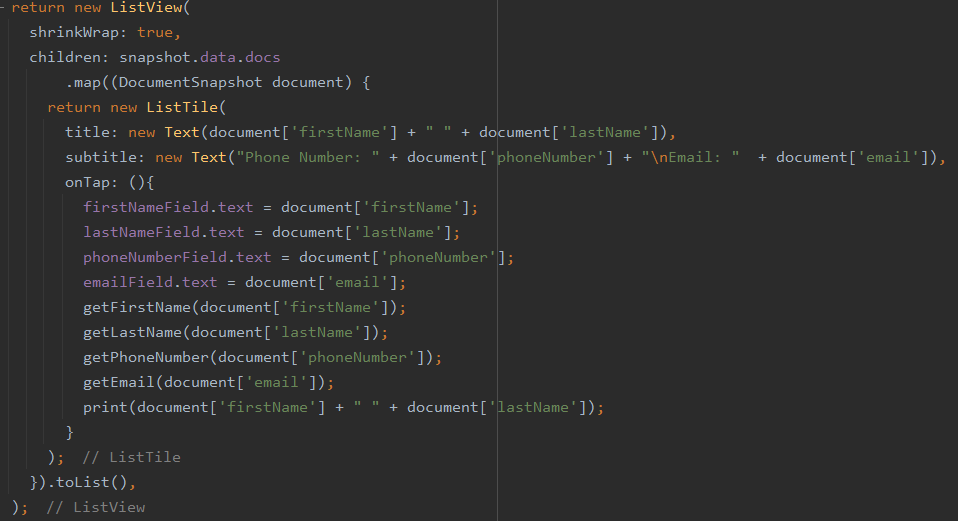 return new ListView(
shrinkWrap: true,
children: snapshot.data.docs
.map((DocumentSnapshot document) {
return new ListTile(
title: new Text(document['firstName'] + " " + document['lastName']),
subtitle: new Text("Phone Number: " + document['phoneNumber'] + "\nEmail: "  + document['email']),
onTap: (){
firstNameField.text = document['firstName'];
lastNameField.text = document['lastName'];
phoneNumberField.text = document['phoneNumber'];
emailField.text = document['email'];
getFirstName(document['firstName']);
getLastName(document['lastName']);
getPhoneNumber(document['phoneNumber']);
getEmail(document['email']);
print(document['firstName'] + " " + document['lastName']);
}
);  // ListTile
}).toList(),
);  // ListView